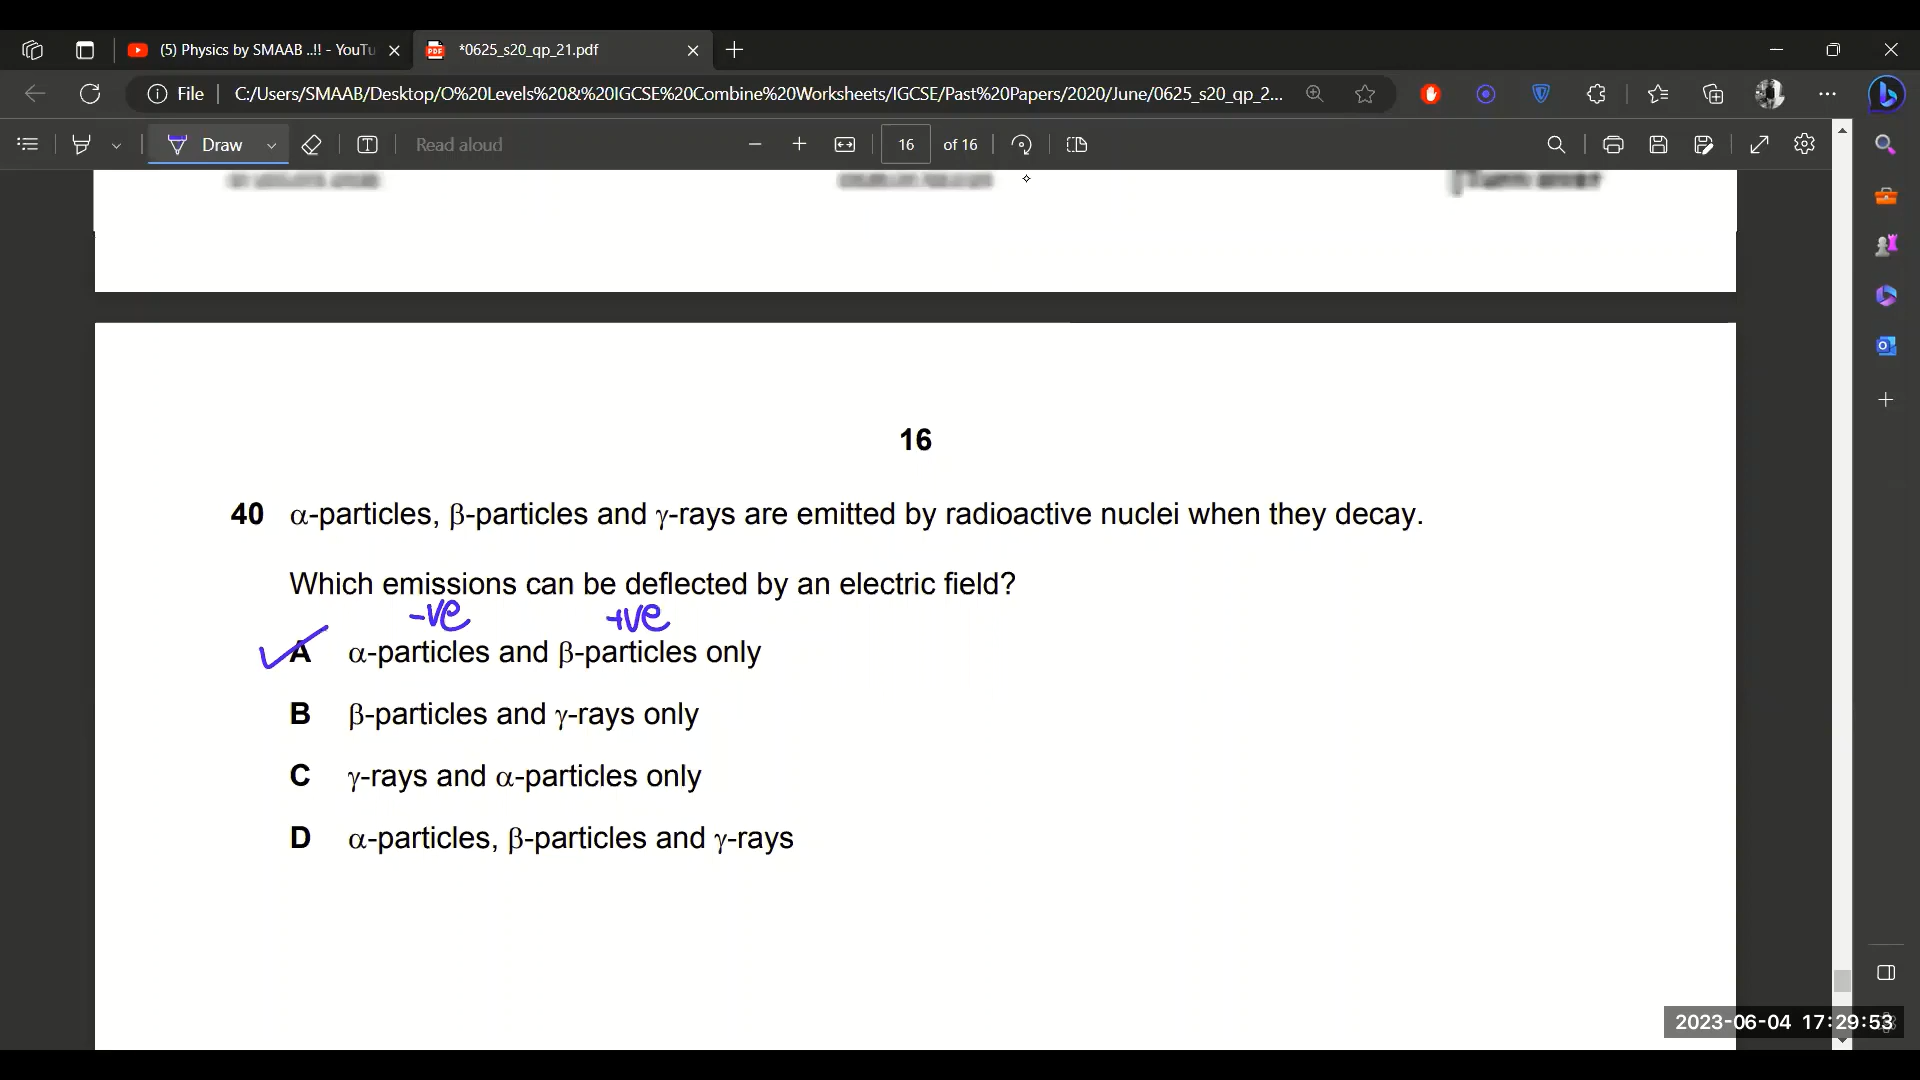 (5) Physics by SMAAB ..!! - YouTu
*0625_s20_qp_21.pdf
File
C:/Users/SMAAB/Desktop/O%20Levels%20&%20IGCSE%20Combine%20Worksheets/IGCSE/Past%20Papers/2020/June/0625_s20_qp_2...
Draw
Read aloud
16 of 16
16
40 α-particles, β-particles and γ-rays are emitted by radioactive nuclei when they decay.
Which emissions can be deflected by an electric field?
-ve +ve
A α-particles and β-particles only
B β-particles and γ-rays only
C γ-rays and α-particles only
D α-particles, β-particles and γ-rays
2023-06-04 17:29:53